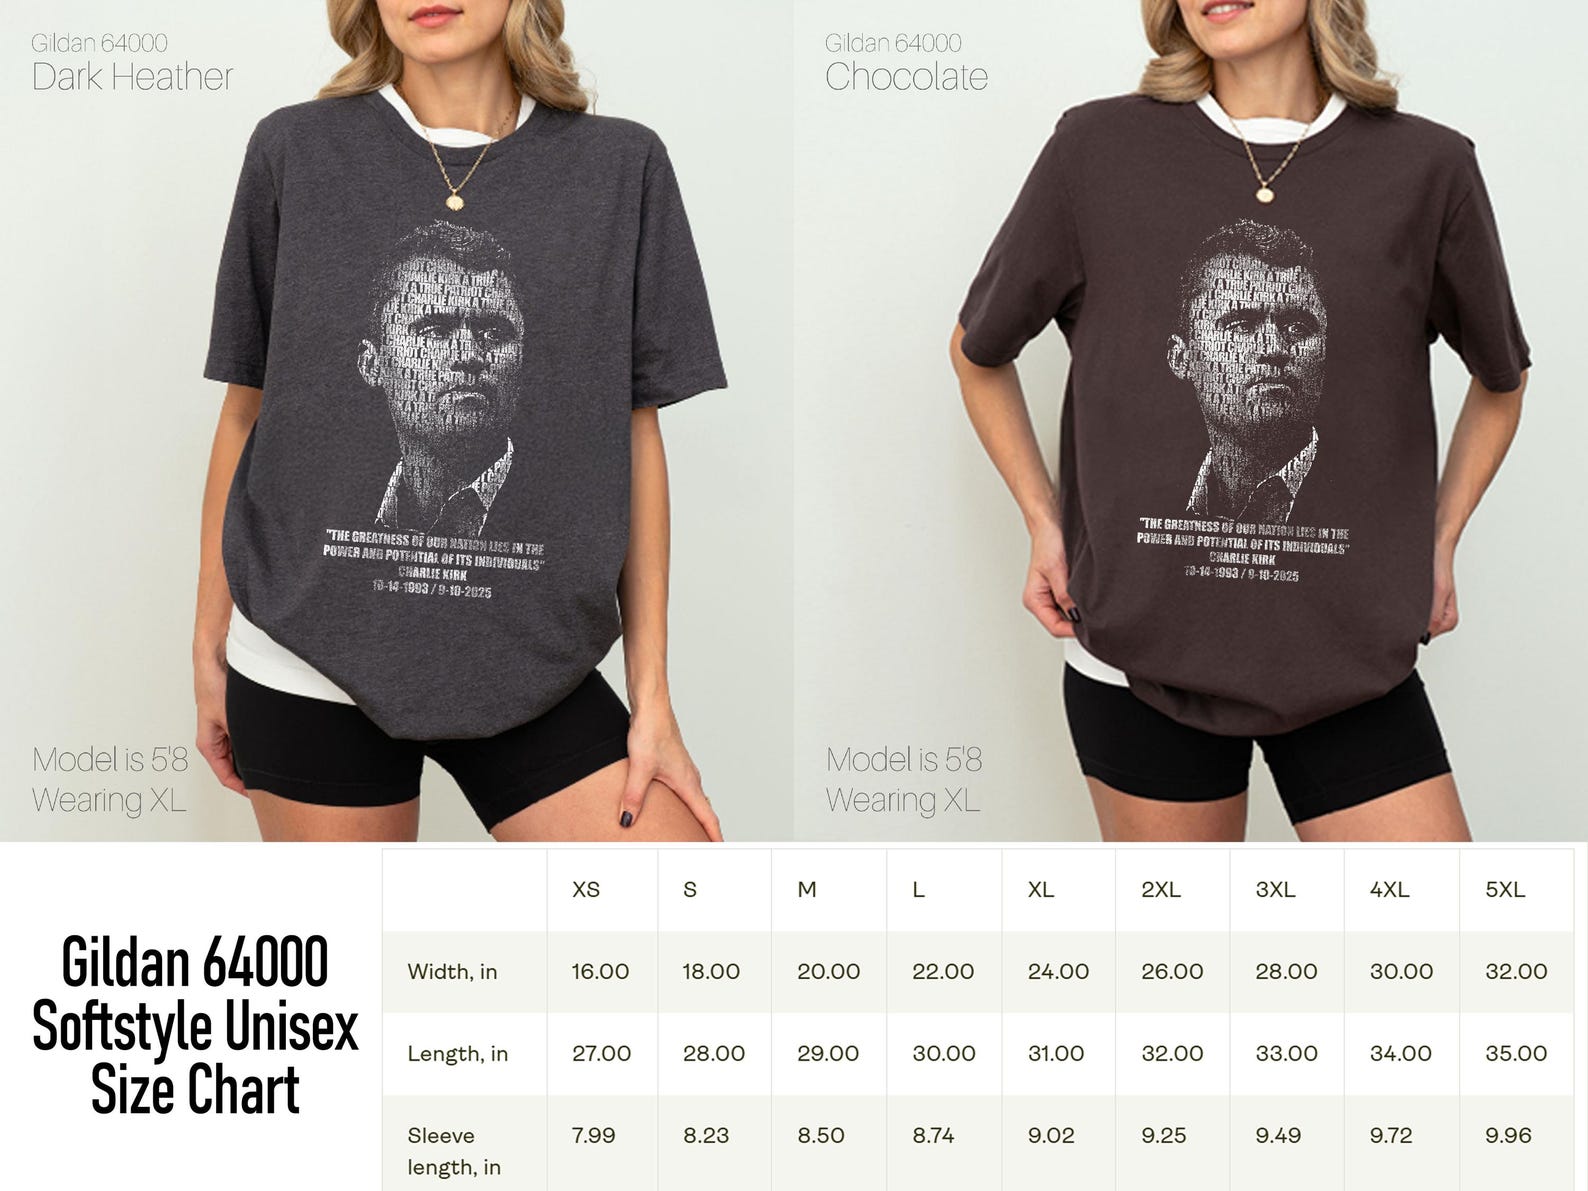 Gildan 64000
Dark Heather
"THE GREATNESS OF OUR NATION LIES IN THE
POWER AND POTENTIAL OF ITS INDIVIDUALS"
CHARLIE KIRK
10-14-1993 / 9-10-2025
Model is 5'8
Wearing XL
Gildan 64000
Chocolate
"THE GREATNESS OF OUR NATION LIES IN THE
POWER AND POTENTIAL OF ITS INDIVIDUALS"
CHARLIE KIRK
10-14-1993 / 9-10-2025
Model is 5'8
Wearing XL
Gildan 64000
Softstyle Unisex
Size Chart
XS S M L XL 2XL 3XL 4XL 5XL
Width, in 16.00 18.00 20.00 22.00 24.00 26.00 28.00 30.00 32.00
Length, in 27.00 28.00 29.00 30.00 31.00 32.00 33.00 34.00 35.00
Sleeve length, in 7.99 8.23 8.50 8.74 9.02 9.25 9.49 9.72 9.96